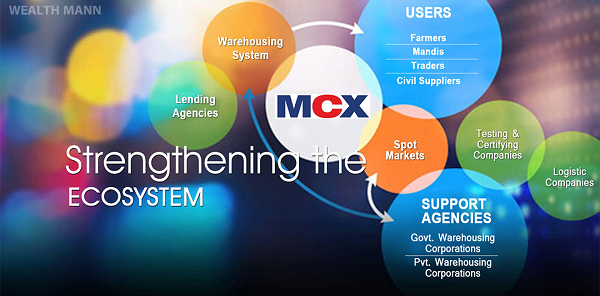 WEALTH MANN
Warehousing
System
Lending
Agencies
MCX
USERS
Farmers
Mandis
Traders
Civil Suppliers
Strengthening the
ECOSYSTEM
Spot
Markets
Testing &
Certifying
Companies
Logistic
Companies
SUPPORT
AGENCIES
Govt. Warehousing
Corporations
Pvt. Warehousing
Corporations